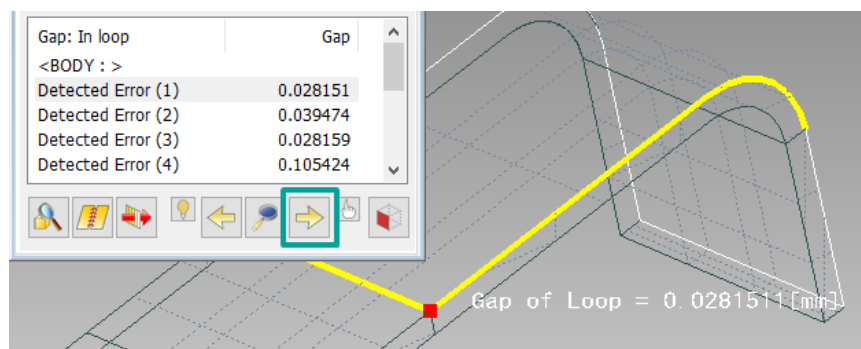 Gap: In loop Gap
<BODY : >
Detected Error (1) 0.028151
Detected Error (2) 0.039474
Detected Error (3) 0.028159
Detected Error (4) 0.105424
Gap of Loop = 0.0281511[mm]